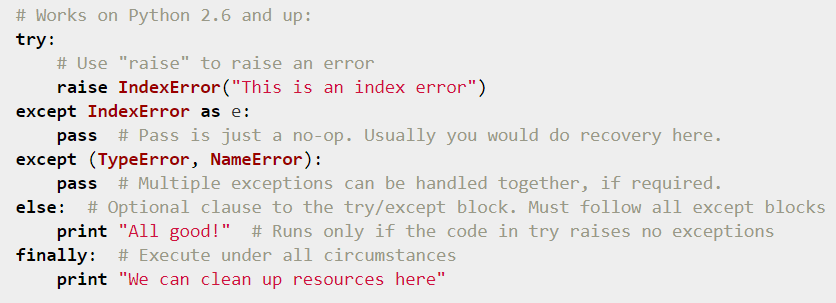 # Works on Python 2.6 and up:
try:
    # Use "raise" to raise an error
    raise IndexError("This is an index error")
except IndexError as e:
    pass  # Pass is just a no-op. Usually you would do recovery here.
except (TypeError, NameError):
    pass  # Multiple exceptions can be handled together, if required.
else:  # Optional clause to the try/except block. Must follow all except blocks
    print "All good!"  # Runs only if the code in try raises no exceptions
finally:  # Execute under all circumstances
    print "We can clean up resources here"